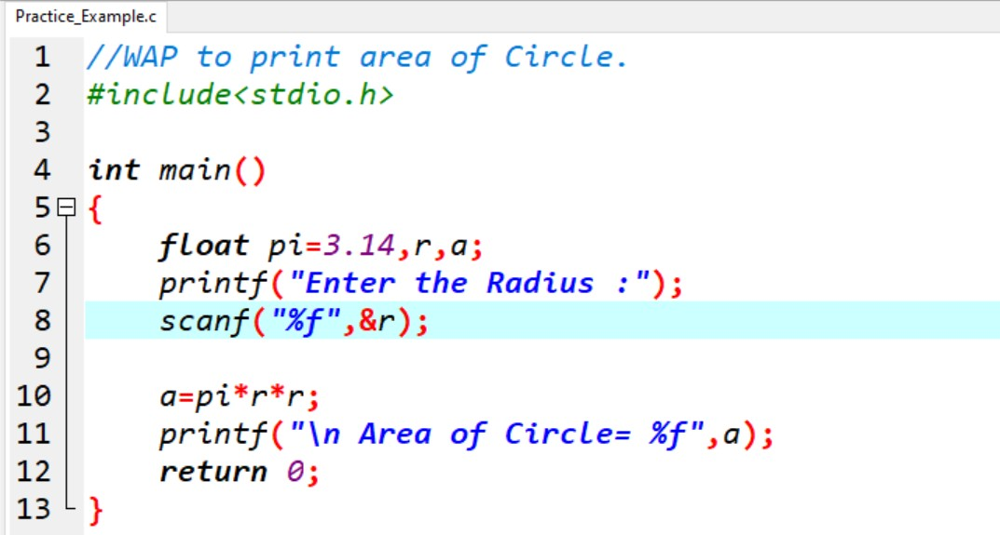 Practice_Example.c
1 //WAP to print area of Circle.
2 #include<stdio.h>
3
4 int main()
5 {
6 float pi=3.14,r,a;
7 printf("Enter the Radius :");
8 scanf("%f",&r);
9
10 a=pi*r*r;
11 printf("\n Area of Circle= %f",a);
12 return 0;
13 }